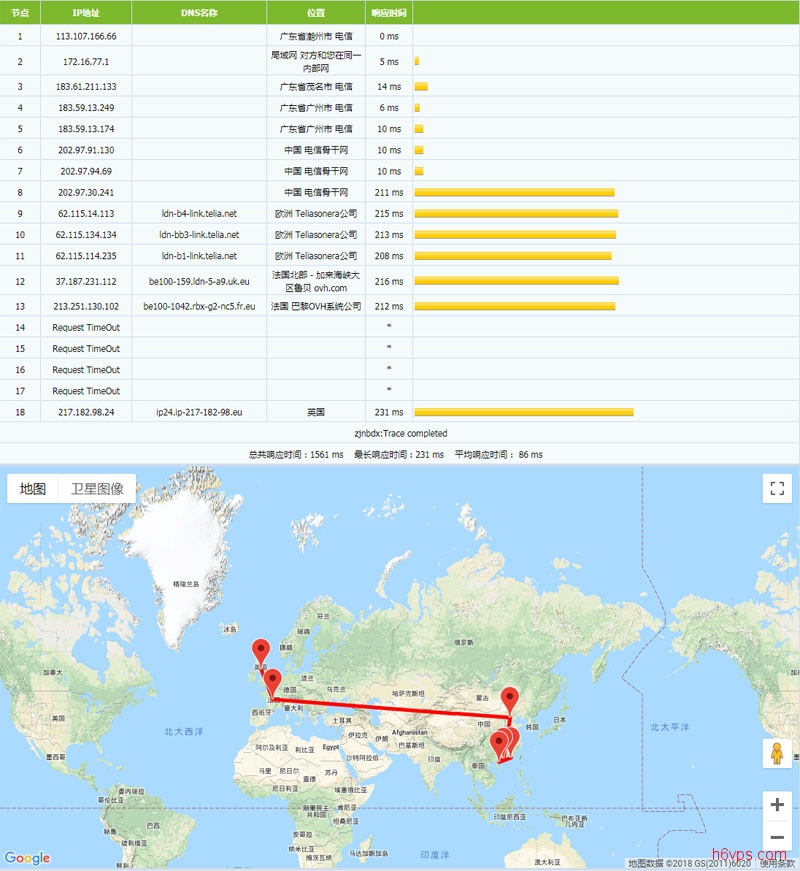 节点 IP地址 DNS名称 位置 响应时间
1 113.107.166.66 广东省潮州市 电信 0 ms
2 172.16.77.1 局域网 对方和您在同一内部网 5 ms
3 183.61.211.133 广东省茂名市 电信 14 ms
4 183.59.13.249 广东省广州市 电信 6 ms
5 183.59.13.174 广东省广州市 电信 10 ms
6 202.97.91.130 中国 电信骨干网 10 ms
7 202.97.94.69 中国 电信骨干网 10 ms
8 202.97.30.241 中国 电信骨干网 211 ms
9 62.115.14.113 ldn-b4-link.telia.net 欧洲 Teliasonera公司 215 ms
10 62.115.134.134 ldn-bb3-link.telia.net 欧洲 Teliasonera公司 213 ms
11 62.115.114.235 ldn-b1-link.telia.net 欧洲 Teliasonera公司 208 ms
12 37.187.231.112 be100-159.ldn-5-a9.uk.eu 法国北部 - 加来海峡大区鲁贝 ovh.com 216 ms
13 213.251.130.102 be100-1042.rbx-g2-nc5.fr.eu 法国 巴黎OVH系统公司 212 ms
14 Request TimeOut *
15 Request TimeOut *
16 Request TimeOut *
17 Request TimeOut *
18 217.182.98.24 ip24.ip-217-182-98.eu 英国 231 ms
zjnbdx:Trace completed
总共响应时间：1561 ms 最长响应时间：231 ms 平均响应时间： 86 ms
地图 卫星图像
格陵兰岛
冰岛
芬兰
瑞典
挪威
俄罗斯
加拿大
英国
波兰
德国
乌克兰
哈萨克斯坦
蒙古
美国
西班牙
意大利
土耳其
中国
韩国
日本
北大西洋
北太平洋
伊拉克
伊朗
Afghanistan
巴基斯坦
阿尔及利亚
利比亚
Egypt
沙特阿拉伯
印度
墨西哥
马里
尼日尔
乍得
苏丹
泰国
尼日利亚
埃塞俄比亚
委内瑞拉
哥伦比亚
刚果民主共和国
肯尼亚
坦桑尼亚
印度尼西亚
巴布亚新几内亚
秘鲁
巴西
玻利维亚
安哥拉
纳米比亚
博茨瓦纳
马达加斯加
印度洋
澳大利亚
智利
Google
h6vps.com
地图数据 ©2018 GS(2011)6020 使用条款